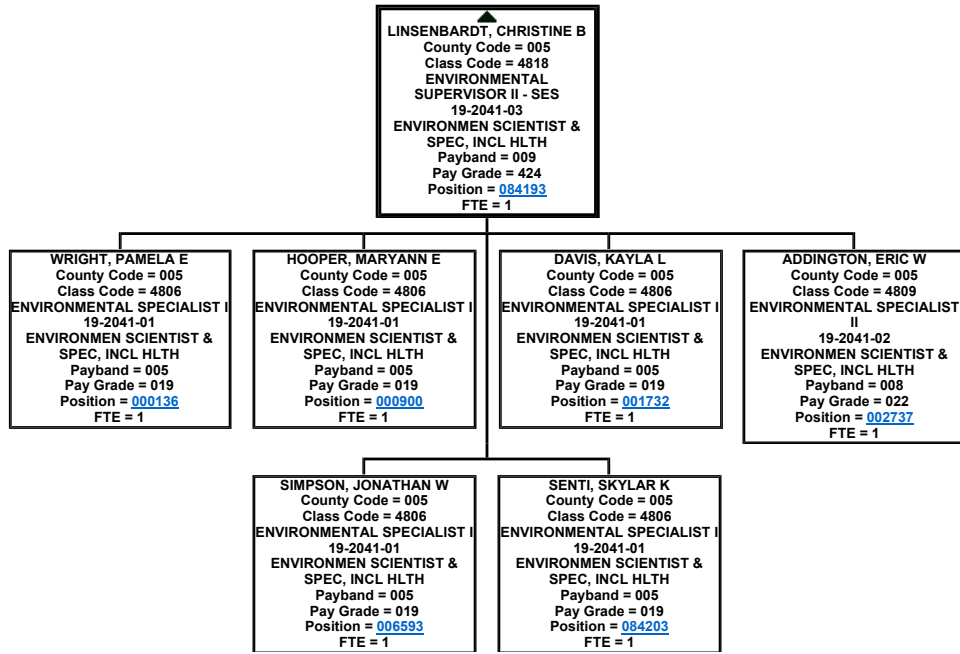 LINSENBARDT, CHRISTINE B
County Code = 005
Class Code = 4818
ENVIRONMENTAL
SUPERVISOR II - SES
19-2041-03
ENVIRONMEN SCIENTIST &
SPEC, INCL HLTH
Payband = 009
Pay Grade = 424
Position = 084193
FTE = 1
WRIGHT, PAMELA E
County Code = 005
Class Code = 4806
ENVIRONMENTAL SPECIALIST I
19-2041-01
ENVIRONMEN SCIENTIST &
SPEC, INCL HLTH
Payband = 005
Pay Grade = 019
Position = 000136
FTE = 1
HOOPER, MARYANN E
County Code = 005
Class Code = 4806
ENVIRONMENTAL SPECIALIST I
19-2041-01
ENVIRONMEN SCIENTIST &
SPEC, INCL HLTH
Payband = 005
Pay Grade = 019
Position = 000900
FTE = 1
DAVIS, KAYLA L
County Code = 005
Class Code = 4806
ENVIRONMENTAL SPECIALIST I
19-2041-01
ENVIRONMEN SCIENTIST &
SPEC, INCL HLTH
Payband = 005
Pay Grade = 019
Position = 001732
FTE = 1
ADDINGTON, ERIC W
County Code = 005
Class Code = 4809
ENVIRONMENTAL SPECIALIST
II
19-2041-02
ENVIRONMEN SCIENTIST &
SPEC, INCL HLTH
Payband = 008
Pay Grade = 022
Position = 002737
FTE = 1
SIMPSON, JONATHAN W
County Code = 005
Class Code = 4806
ENVIRONMENTAL SPECIALIST I
19-2041-01
ENVIRONMEN SCIENTIST &
SPEC, INCL HLTH
Payband = 005
Pay Grade = 019
Position = 006593
FTE = 1
SENTI, SKYLAR K
County Code = 005
Class Code = 4806
ENVIRONMENTAL SPECIALIST I
19-2041-01
ENVIRONMEN SCIENTIST &
SPEC, INCL HLTH
Payband = 005
Pay Grade = 019
Position = 084203
FTE = 1